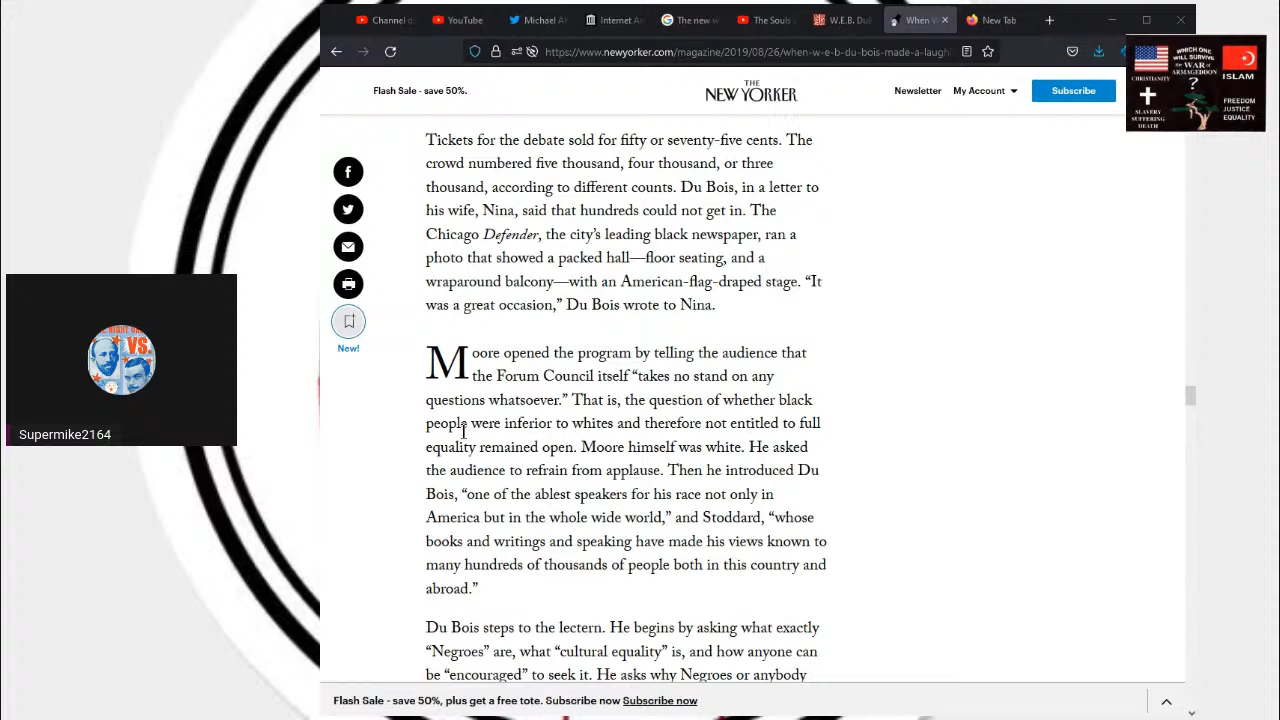 Channel d
YouTube
Michael Af
Internet Ar
The new w
The Souls
W.E.B. DuI
When V
New Tab
https://www.newyorker.com/magazine/2019/08/26/when-w-e-b-du-bois-made-a-laugh
Flash Sale - save 50%.
THE
NEW YORKER
Newsletter
My Account
Subscribe
WHICH ONE
WILL SURVIVE
the WAR of
ARMAGEDDON
?
CHRISTIANITY
ISLAM
SLAVERY
SUFFERING
DEATH
FREEDOM
JUSTICE
EQUALITY
Tickets for the debate sold for fifty or seventy-five cents. The
crowd numbered five thousand, four thousand, or three
thousand, according to different counts. Du Bois, in a letter to
his wife, Nina, said that hundreds could not get in. The
Chicago Defender, the city’s leading black newspaper, ran a
photo that showed a packed hall—floor seating, and a
wraparound balcony—with an American-flag-draped stage. “It
was a great occasion,” Du Bois wrote to Nina.
New!
Moore opened the program by telling the audience that
the Forum Council itself “takes no stand on any
questions whatsoever.” That is, the question of whether black
people were inferior to whites and therefore not entitled to full
equality remained open. Moore himself was white. He asked
the audience to refrain from applause. Then he introduced Du
Bois, “one of the ablest speakers for his race not only in
America but in the whole wide world,” and Stoddard, “whose
books and writings and speaking have made his views known to
many hundreds of thousands of people both in this country and
abroad.”
VS.
Supermike2164
Du Bois steps to the lectern. He begins by asking what exactly
“Negroes” are, what “cultural equality” is, and how anyone can
be “encouraged” to seek it. He asks why Negroes or anybody
Flash Sale - save 50%, plus get a free tote. Subscribe now Subscribe now